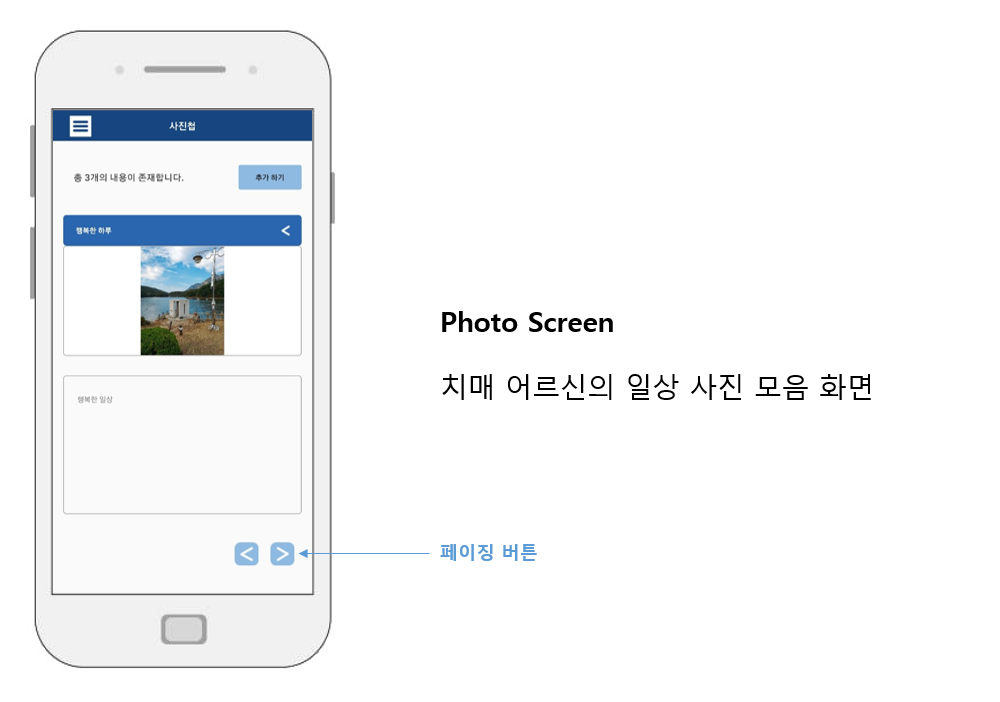 사진첩
총 3개의 내용이 존재합니다.
추가 하기
행복한 하루
행복한 일상
Photo Screen
치매 어르신의 일상 사진 모음 화면
페이징 버튼